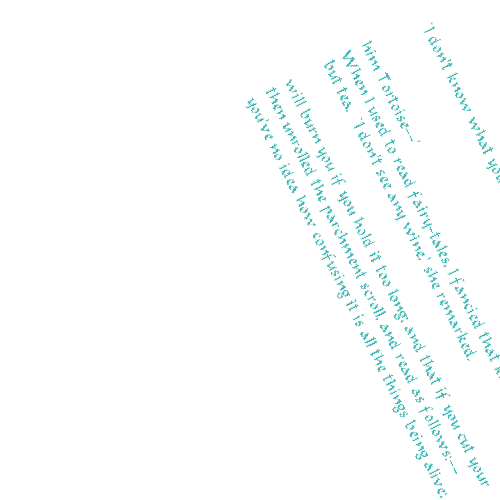 'I don't know what you
him Tortoise—'
When I used to read fairy-tales, I fancied that
but tea. 'I don't see any wine,' she remarked.
will burn you if you hold it too long; and that if you cut your
then unrolled the parchment scroll, and read as follows:—
you've no idea how confusing it is all the things being alive;